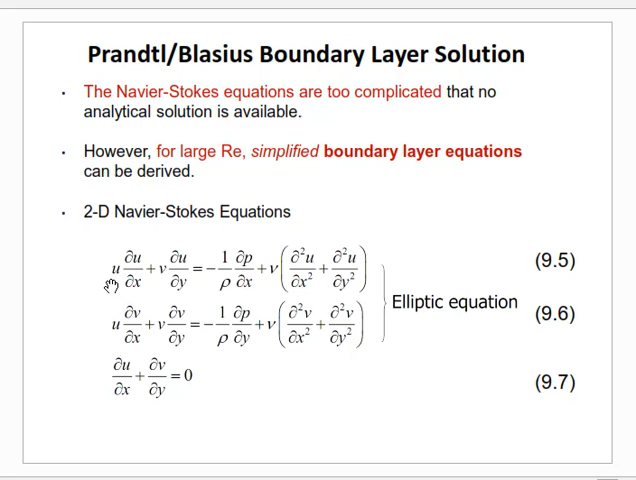 Prandtl/Blasius Boundary Layer Solution
• The Navier-Stokes equations are too complicated that no
analytical solution is available.
• However, for large Re, simplified boundary layer equations
can be derived.
• 2-D Navier-Stokes Equations
u ∂u/∂x + v ∂u/∂y = −1/ρ ∂p/∂x + ν(∂²u/∂x² + ∂²u/∂y²) (9.5)
Elliptic equation
u ∂v/∂x + v ∂v/∂y = −1/ρ ∂p/∂y + ν(∂²v/∂x² + ∂²v/∂y²) (9.6)
∂u/∂x + ∂v/∂y = 0 (9.7)